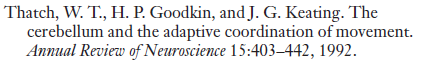 Thatch, W. T., H. P. Goodkin, and J. G. Keating. The
cerebellum and the adaptive coordination of movement.
Annual Review of Neuroscience 15:403–442, 1992.